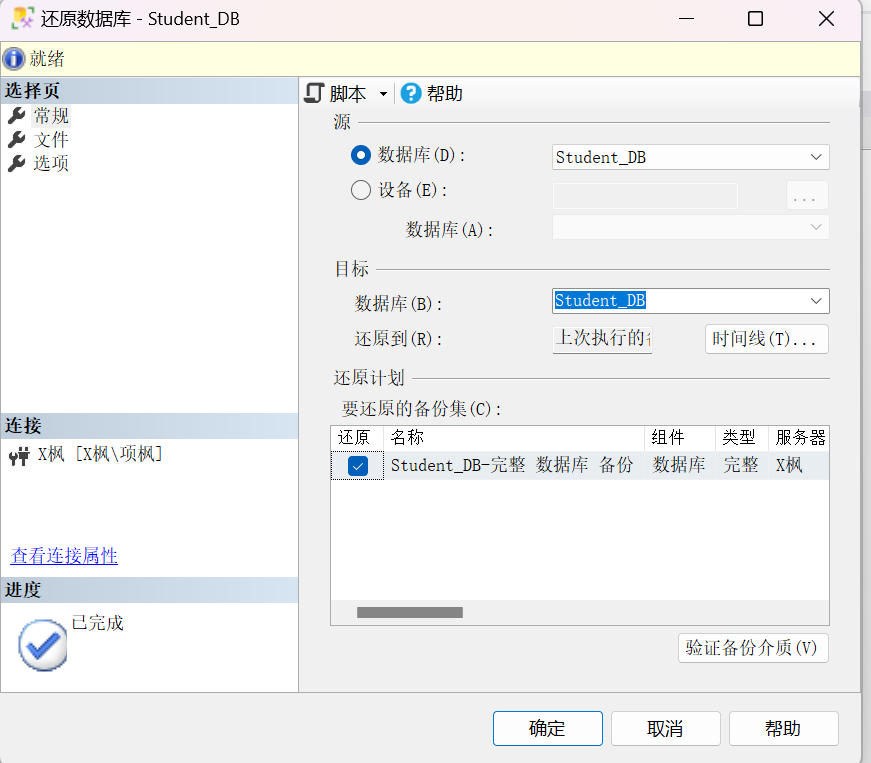 还原数据库 - Student_DB
就绪
选择页
常规
文件
选项
脚本
帮助
源
数据库(D):
Student_DB
设备(E):
...
数据库(A):
目标
数据库(B):
Student_DB
还原到(R):
上次执行的
时间线(T)...
还原计划
要还原的备份集(C):
还原 名称 组件 类型 服务器
Student_DB-完整 数据库 备份 数据库 完整 X枫
验证备份介质(V)
连接
X枫 [X枫\项枫]
查看连接属性
进度
已完成
确定 取消 帮助